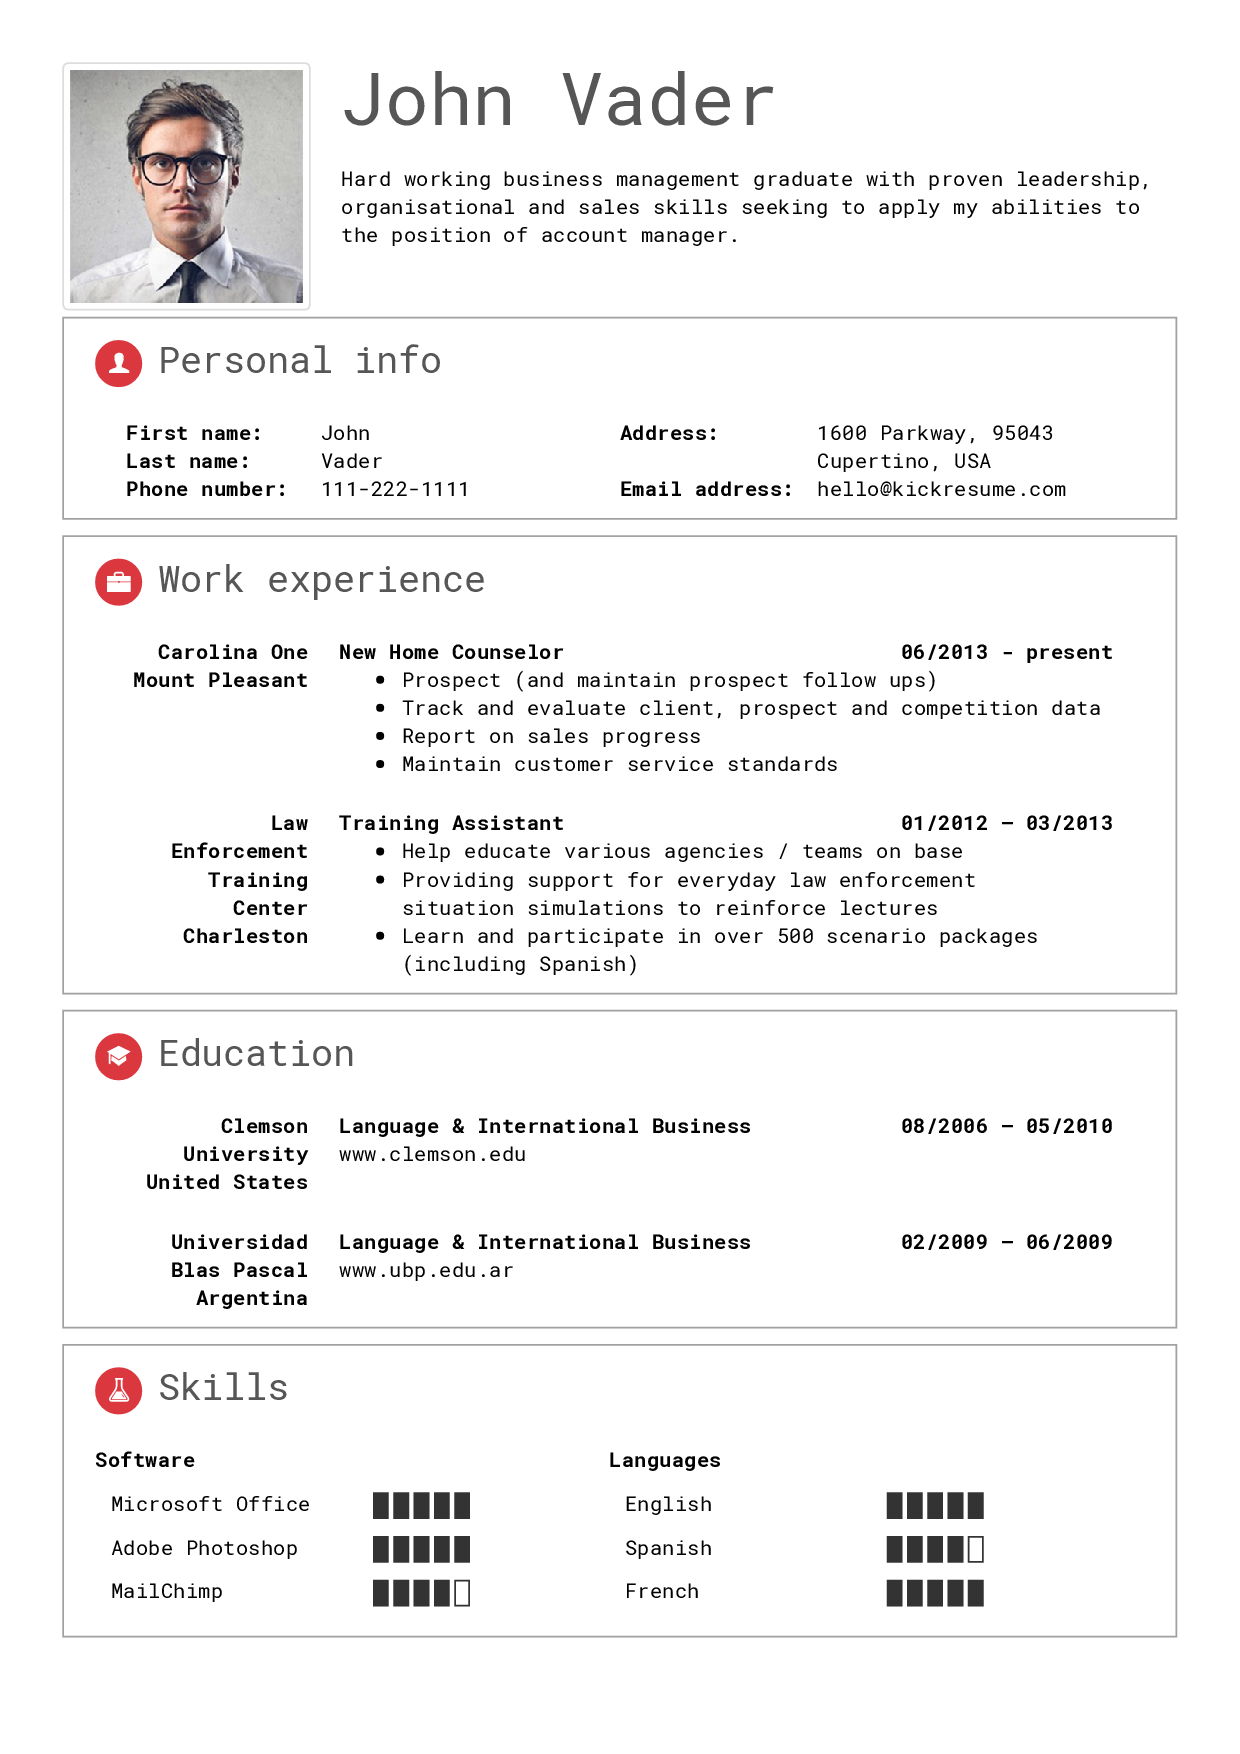 John Vader
Hard working business management graduate with proven leadership,
organisational and sales skills seeking to apply my abilities to
the position of account manager.
Personal info
First name: John
Last name: Vader
Phone number: 111-222-1111
Address: 1600 Parkway, 95043
Cupertino, USA
Email address: hello@kickresume.com
Work experience
Carolina One
Mount Pleasant
New Home Counselor 06/2013 - present
• Prospect (and maintain prospect follow ups)
• Track and evaluate client, prospect and competition data
• Report on sales progress
• Maintain customer service standards
Law
Enforcement
Training
Center
Charleston
Training Assistant 01/2012 – 03/2013
• Help educate various agencies / teams on base
• Providing support for everyday law enforcement
situation simulations to reinforce lectures
• Learn and participate in over 500 scenario packages
(including Spanish)
Education
Clemson
University
United States
Language & International Business 08/2006 – 05/2010
www.clemson.edu
Universidad
Blas Pascal
Argentina
Language & International Business 02/2009 – 06/2009
www.ubp.edu.ar
Skills
Software
Microsoft Office
Adobe Photoshop
MailChimp
Languages
English
Spanish
French